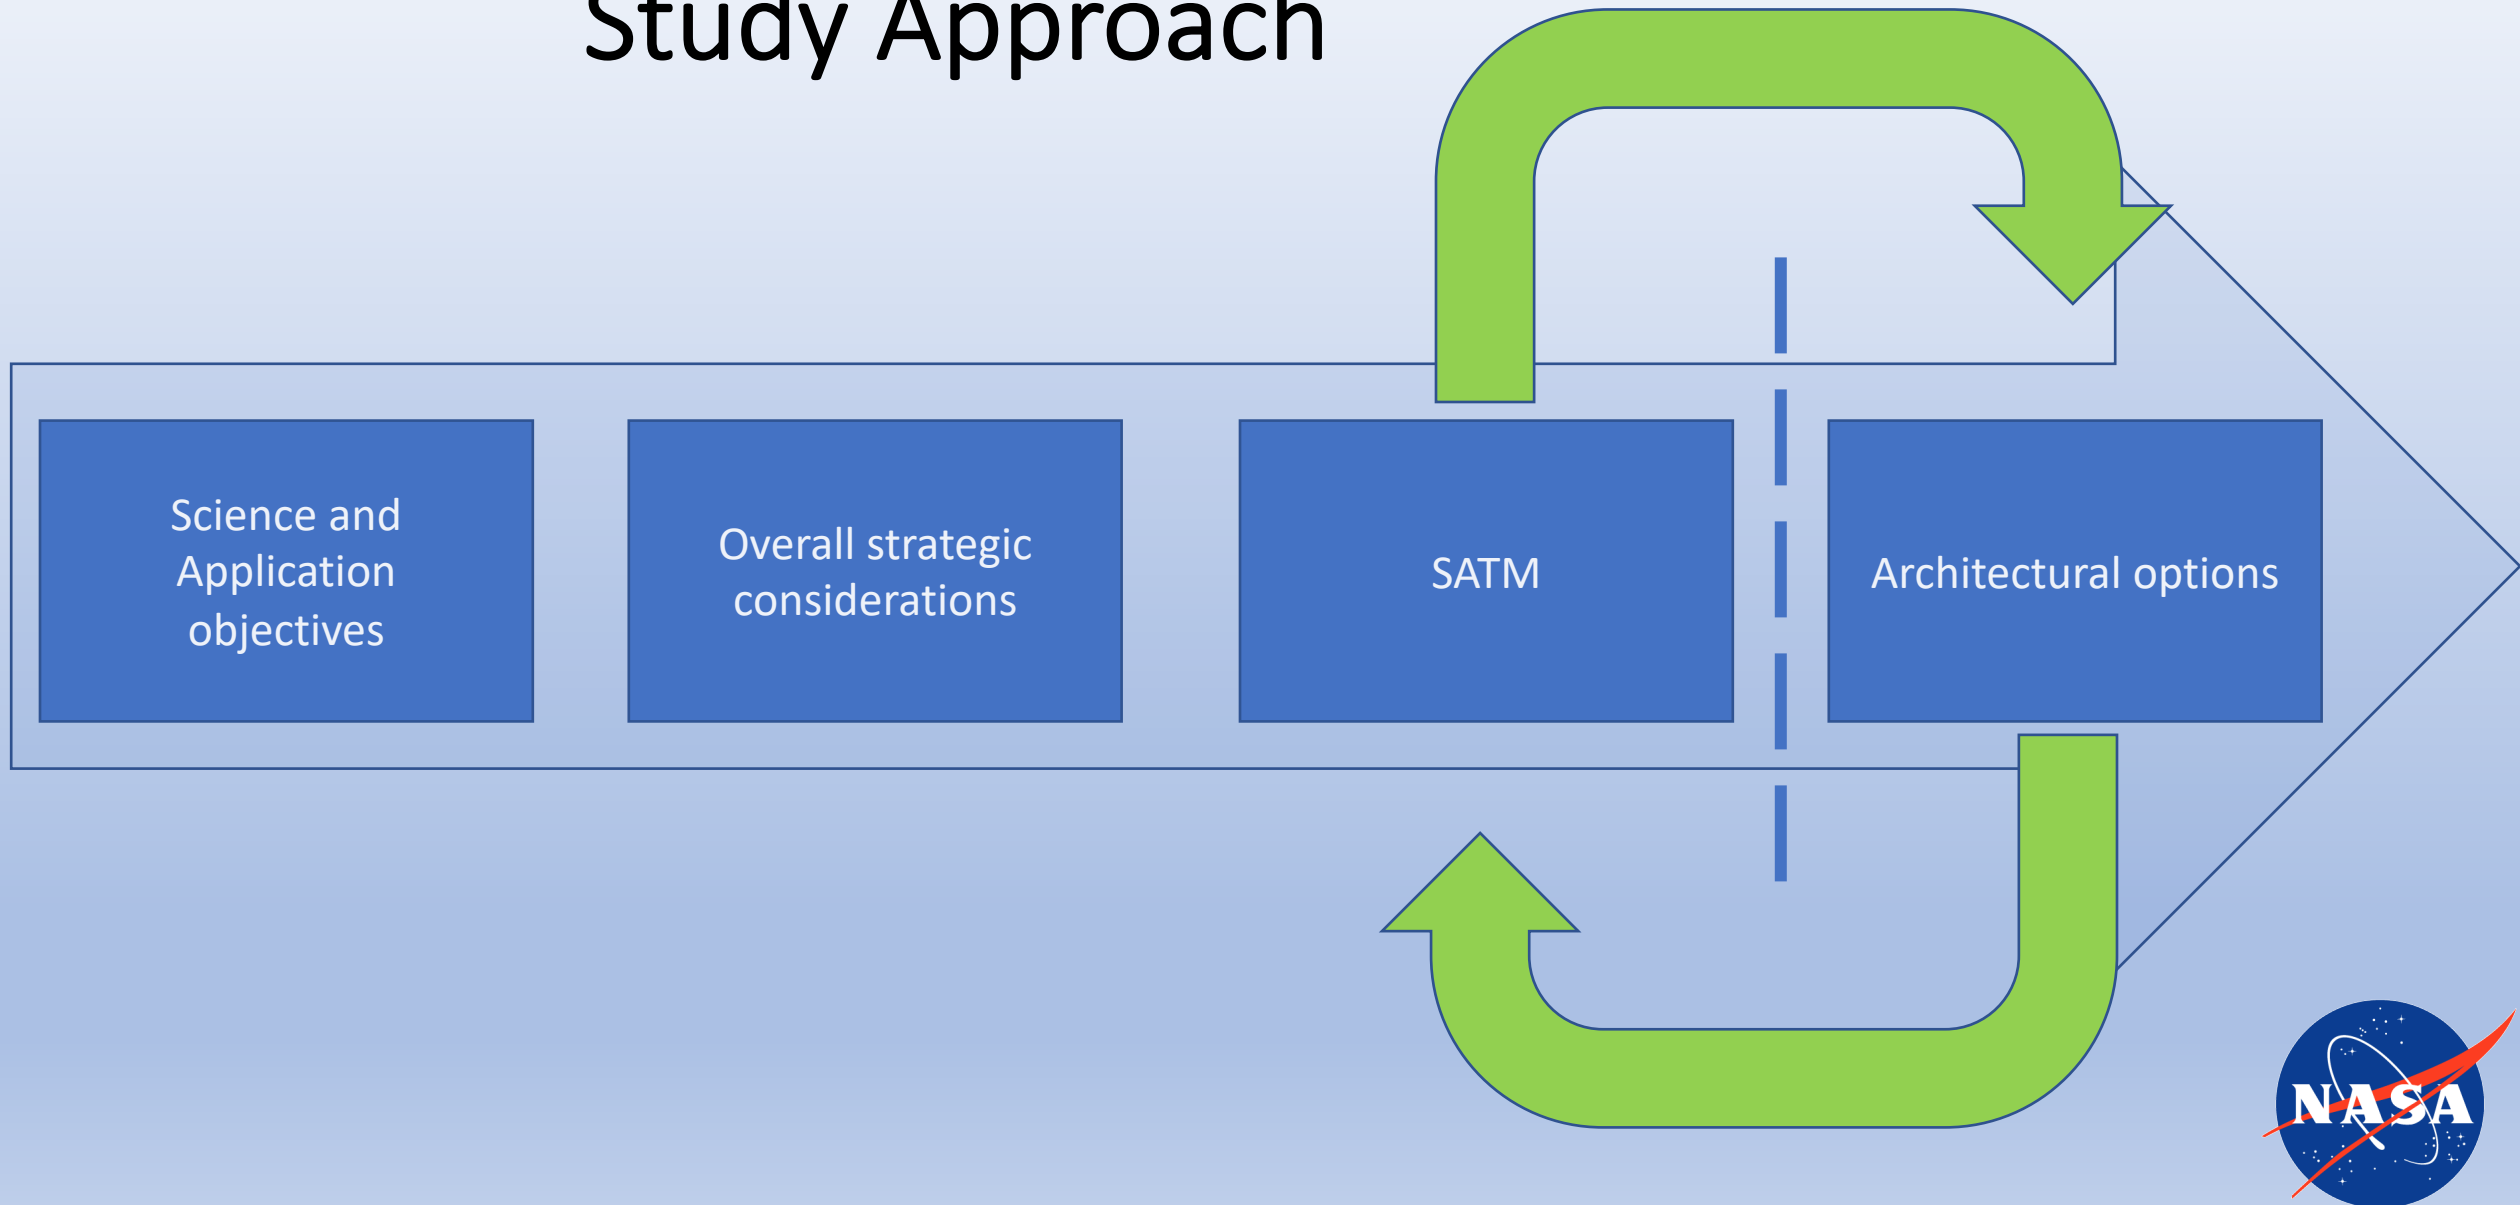 Study Approach
Science and
Application
objectives
Overall strategic
considerations
SATM
Architectural options
NASA